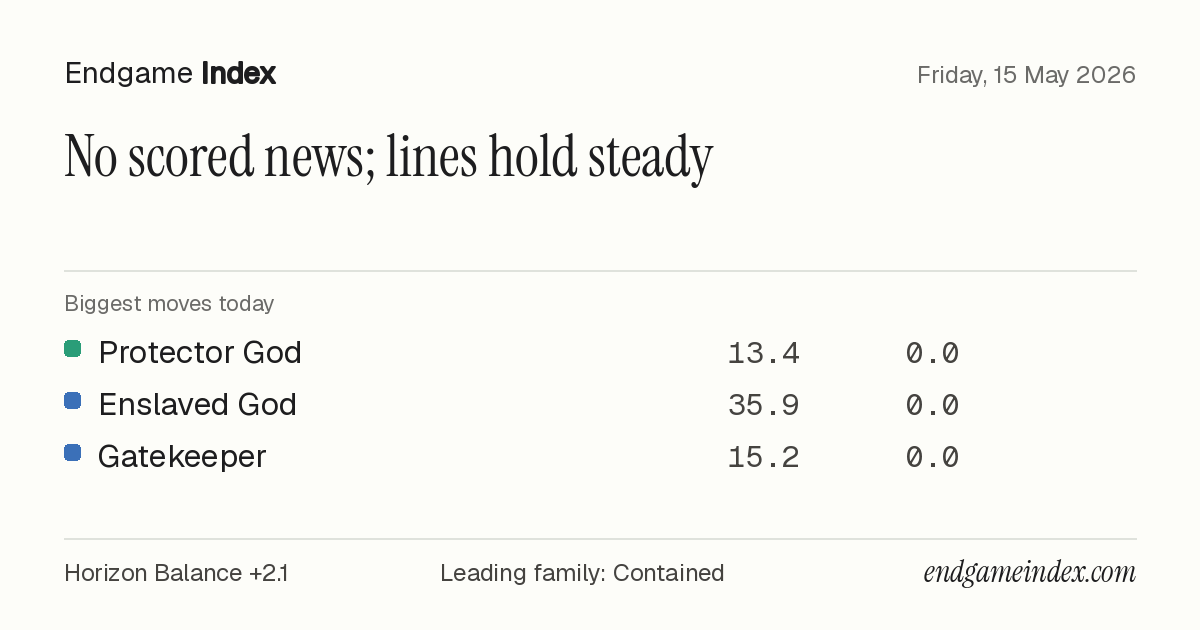 Endgame Index
Friday, 15 May 2026
No scored news; lines hold steady
Biggest moves today
Protector God 13.4 0.0
Enslaved God 35.9 0.0
Gatekeeper 15.2 0.0
Horizon Balance +2.1
Leading family: Contained
endgameindex.com